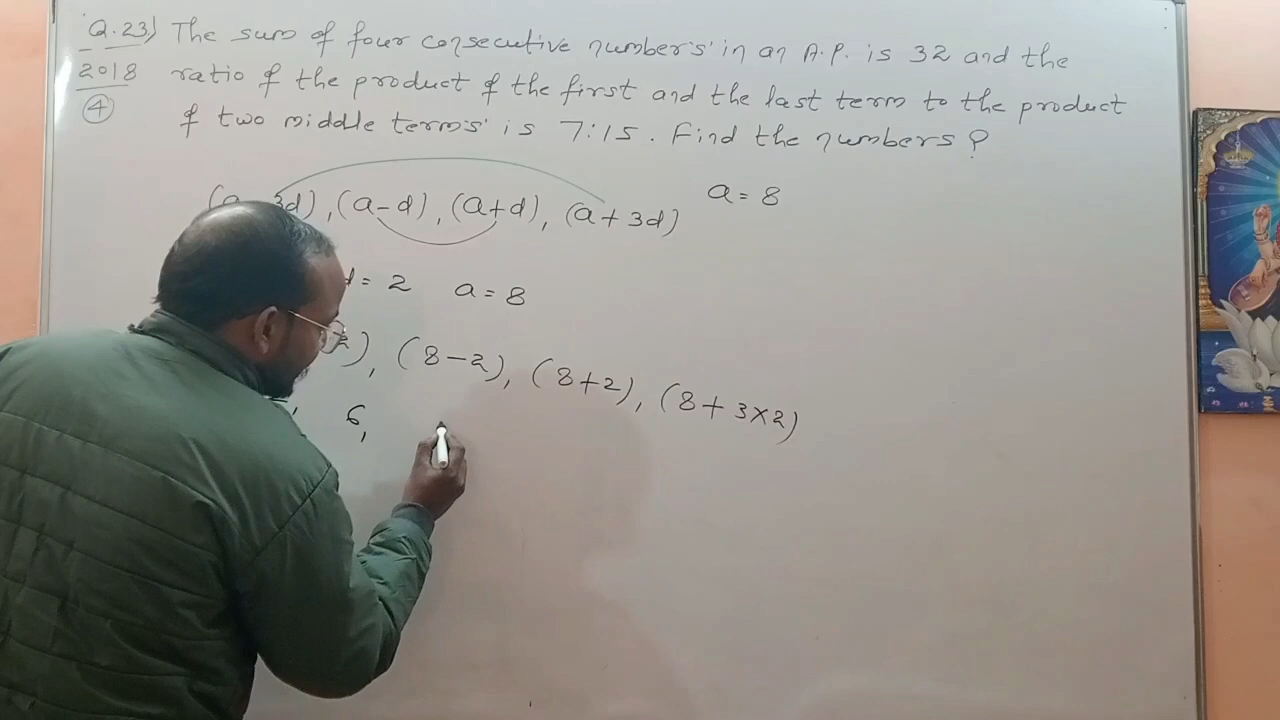 Q.23) The sum of four consecutive numbers in an A.P. is 32 and the
2018 ratio of the product of the first and the last term to the product
4 of two middle terms is 7:15. Find the numbers?
(a 3d), (a-d), (a+d), (a+3d) a = 8
= 2 a = 8
2), (8-2), (8+2), (8+3×2)
, 6,